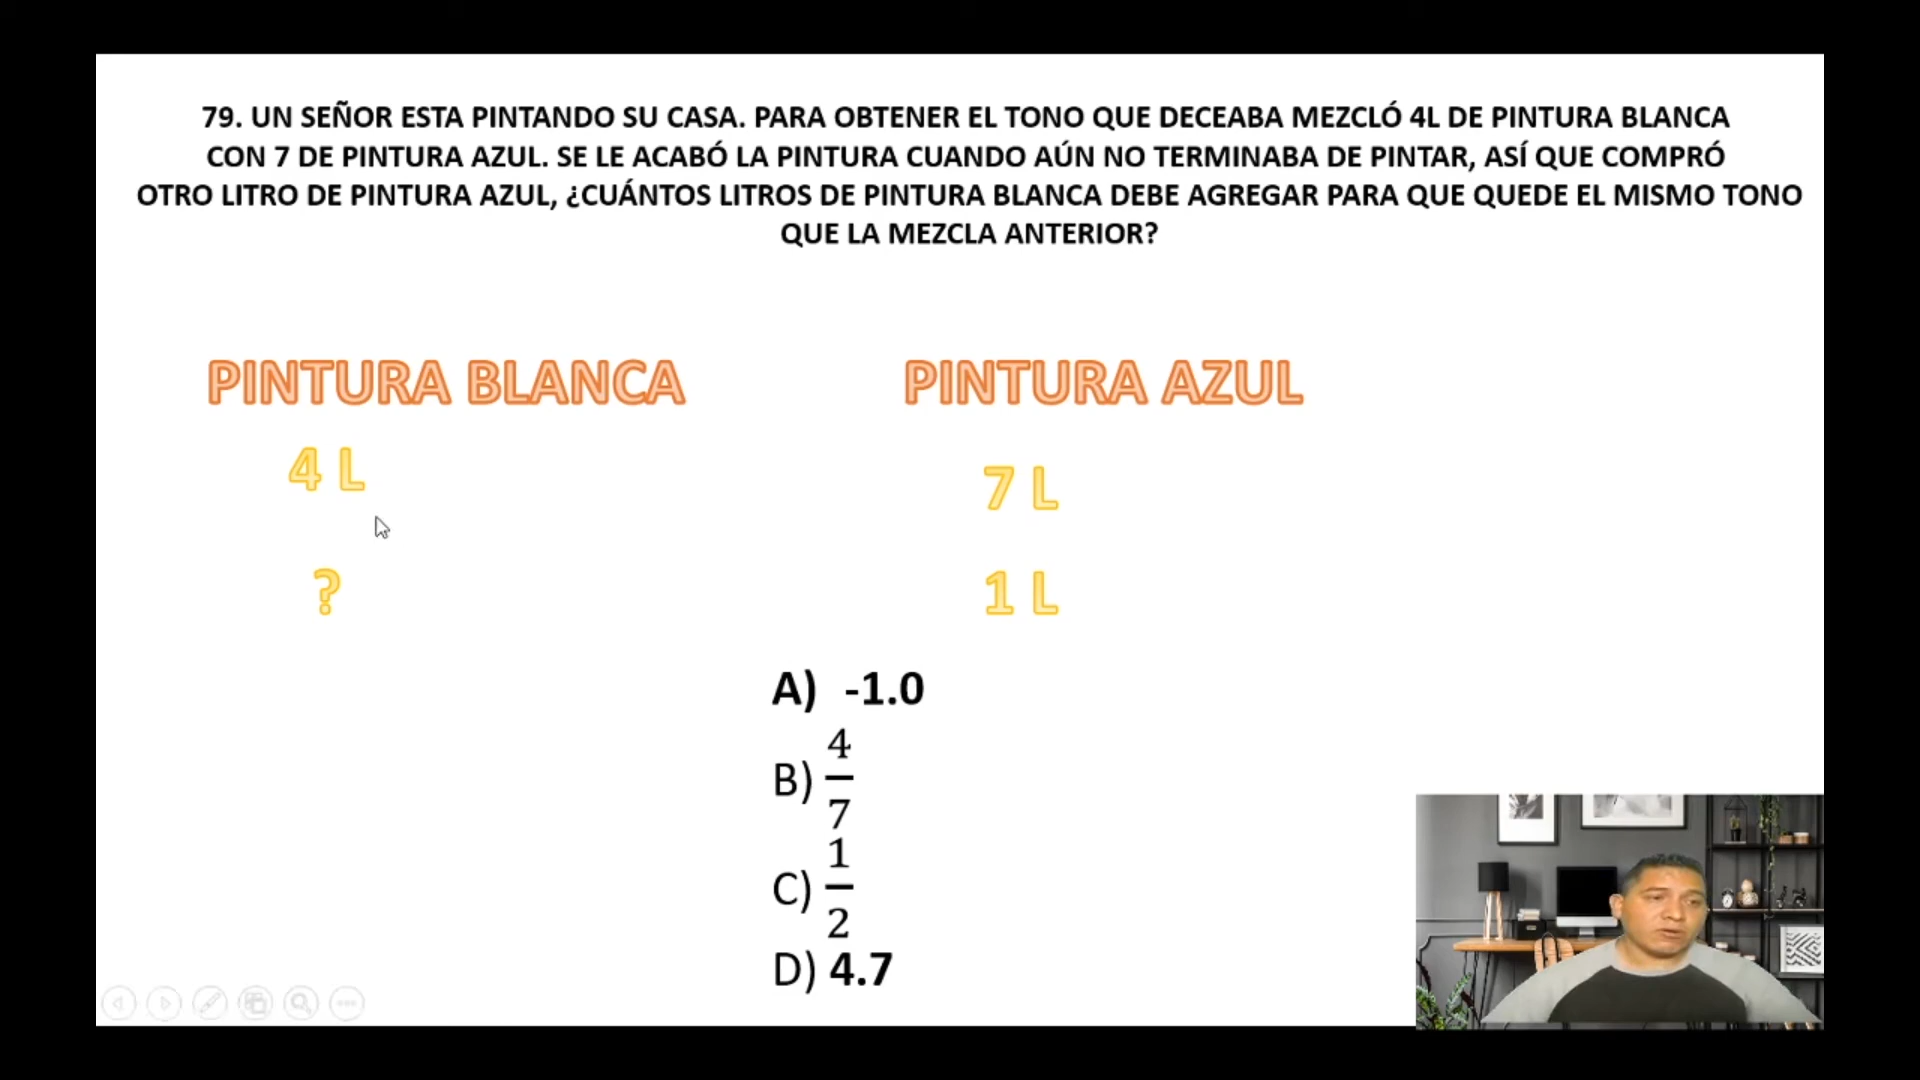 79. UN SEÑOR ESTA PINTANDO SU CASA. PARA OBTENER EL TONO QUE DECEABA MEZCLÓ 4L DE PINTURA BLANCA
CON 7 DE PINTURA AZUL. SE LE ACABÓ LA PINTURA CUANDO AÚN NO TERMINABA DE PINTAR, ASÍ QUE COMPRÓ
OTRO LITRO DE PINTURA AZUL, ¿CUÁNTOS LITROS DE PINTURA BLANCA DEBE AGREGAR PARA QUE QUEDE EL MISMO TONO
QUE LA MEZCLA ANTERIOR?
PINTURA BLANCA PINTURA AZUL
4 L 7 L
? 1 L
A) -1.0
B) 4/7
C) 1/2
D) 4.7